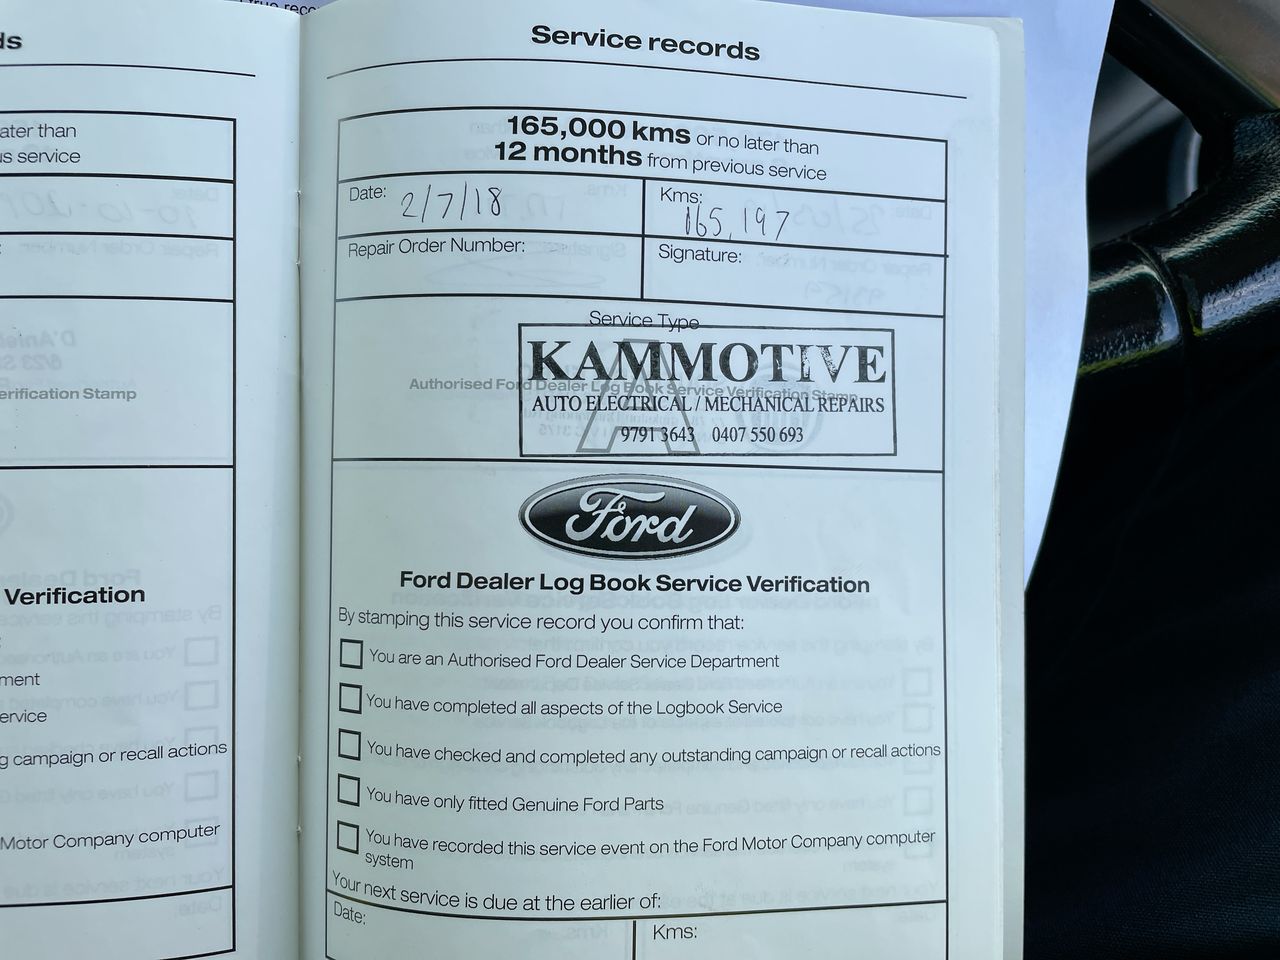 true reco
ds
ater than
us service
:
erification Stamp
Verification
:
ment
ervice
g campaign or recall actions
Motor Company computer
Service records
165,000 kms or no later than
12 months from previous service
Date: 2/7/18
Kms: 165,197
Repair Order Number:
Signature:
Service Type
A
KAMMOTIVE
Authorised Ford Dealer Log Book Service Verification Stamp
AUTO ELECTRICAL / MECHANICAL REPAIRS
9791 3643 0407 550 693
Ford
Ford Dealer Log Book Service Verification
By stamping this service record you confirm that:
You are an Authorised Ford Dealer Service Department
You have completed all aspects of the Logbook Service
You have checked and completed any outstanding campaign or recall actions
You have only fitted Genuine Ford Parts
You have recorded this service event on the Ford Motor Company computer
system
Your next service is due at the earlier of:
Date:
Kms: